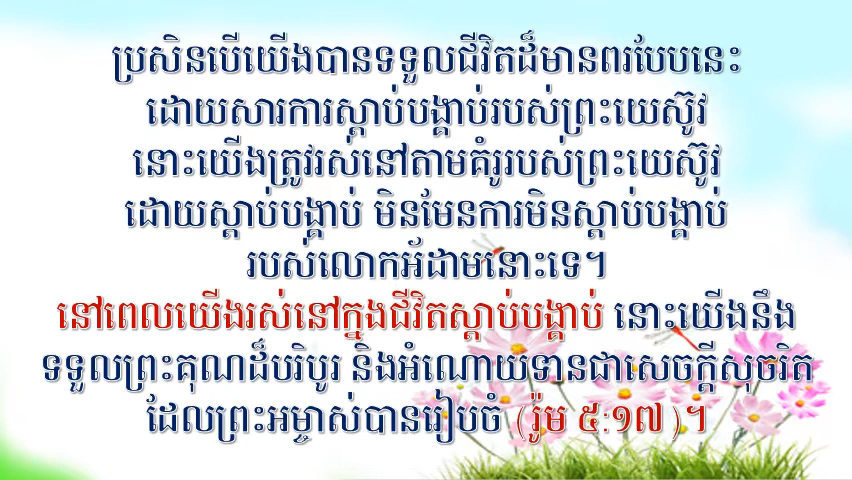 ប្រសិនបើយើងបានទទួលជីវិតដ៏មានពរបែបនេះ
ដោយសារការស្តាប់បង្គាប់របស់ព្រះយេស៊ូវ
នោះយើងត្រូវរស់នៅតាមគំរូរបស់ព្រះយេស៊ូវ
ដោយស្តាប់បង្គាប់ មិនមែនការមិនស្តាប់បង្គាប់
របស់លោកអ័ដាមនោះទេ។
នៅពេលយើងរស់នៅក្នុងជីវិតស្តាប់បង្គាប់ នោះយើងនឹង
ទទួលព្រះគុណដ៏បរិបូរ និងអំណោយទានជាសេចក្តីសុចរិត
ដែលព្រះអម្ចាស់បានរៀបចំ (រ៉ូម ៥:១៧)។